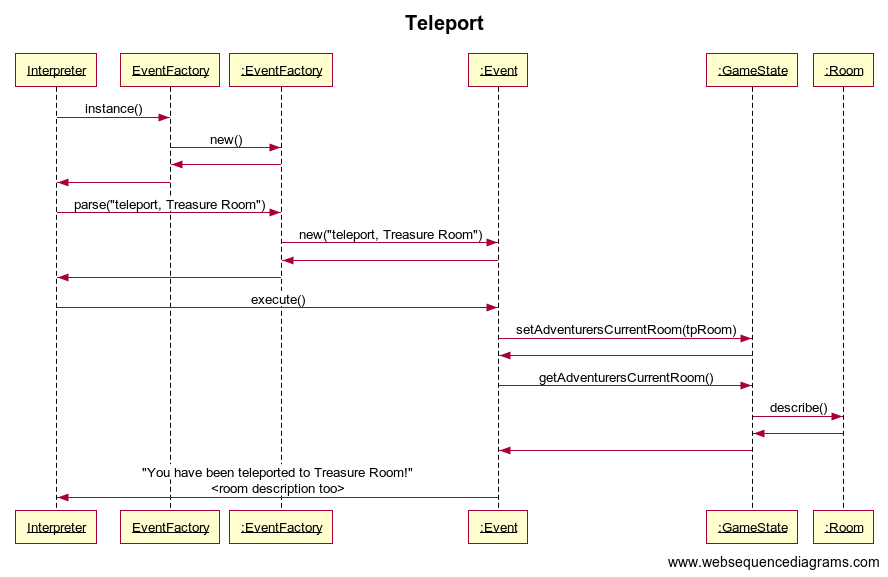 Teleport
Interpreter
EventFactory
:EventFactory
:Event
:GameState
:Room
instance()
new()
parse("teleport, Treasure Room")
new("teleport, Treasure Room")
execute()
setAdventurersCurrentRoom(tpRoom)
getAdventurersCurrentRoom()
describe()
"You have been teleported to Treasure Room!"
<room description too>
Interpreter
EventFactory
:EventFactory
:Event
:GameState
:Room
www.websequencediagrams.com